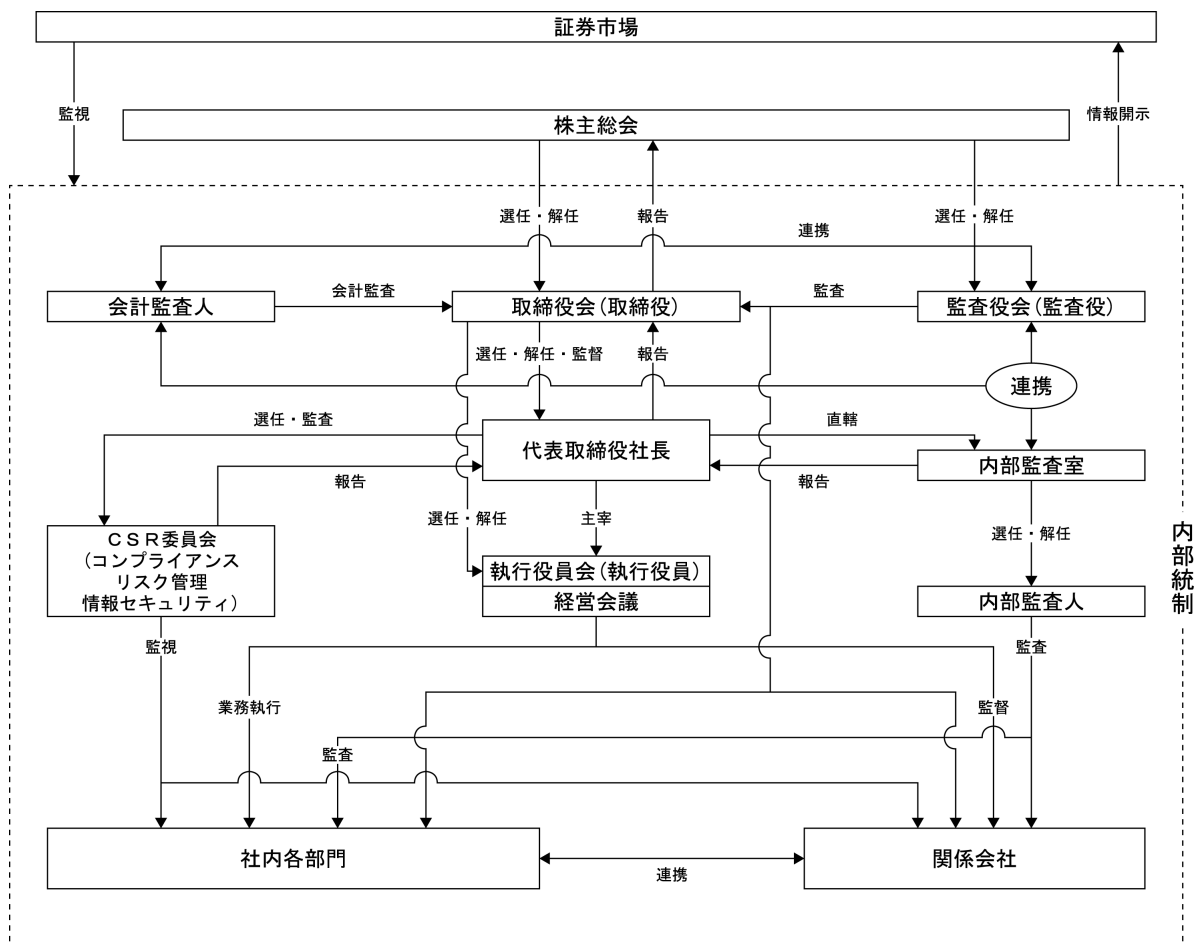 証券市場
監視
情報開示
株主総会
選任・解任
報告
選任・解任
連携
会計監査人
会計監査
取締役会(取締役)
監査
監査役会(監査役)
選任・解任・監督
報告
連携
選任・監査
代表取締役社長
直轄
内部監査室
報告
報告
選任・解任
主宰
選任・解任
CSR委員会
(コンプライアンス
リスク管理
情報セキュリティ)
執行役員会(執行役員)
経営会議
内部監査人
内部統制
監視
監査
業務執行
監督
監査
社内各部門
連携
関係会社